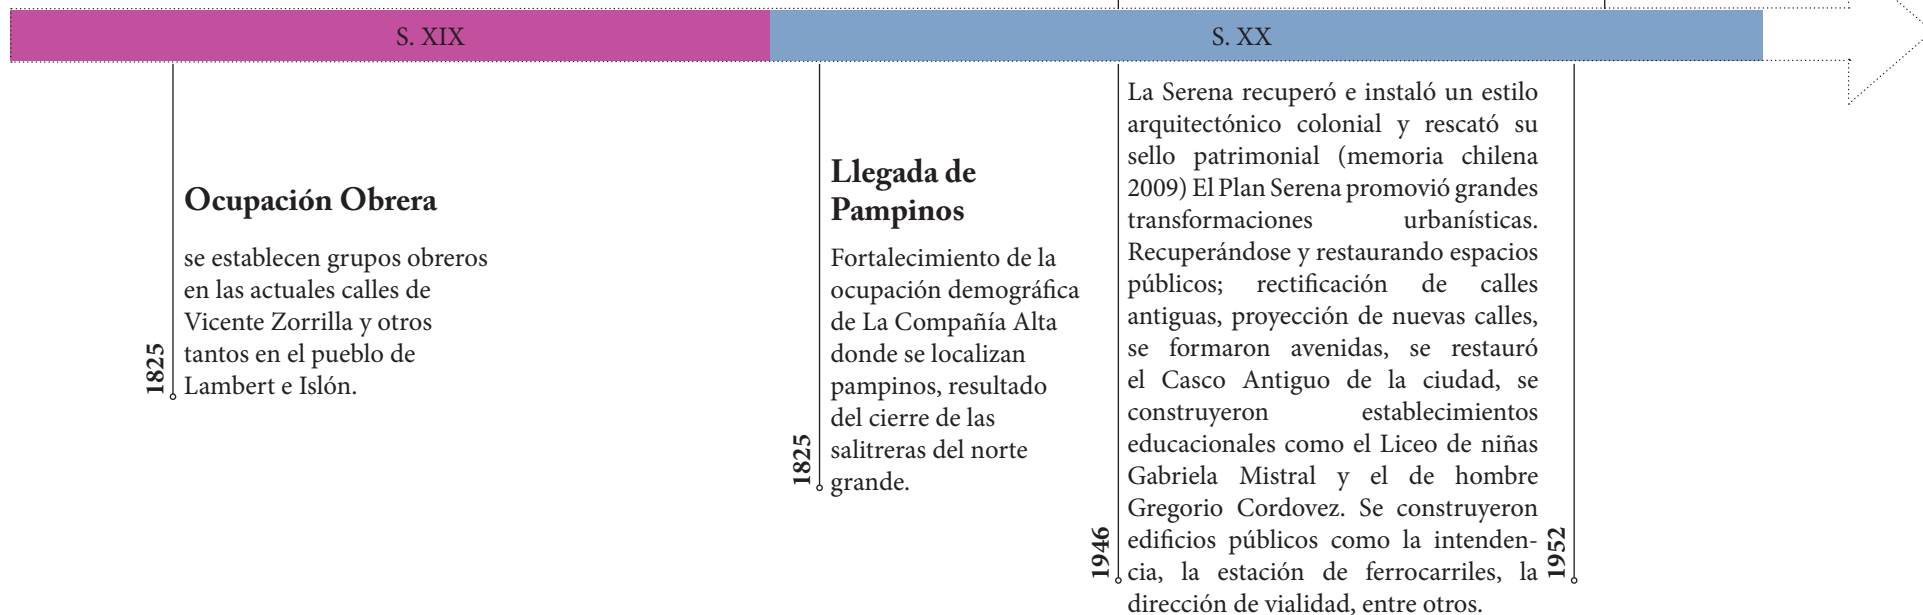 S. XIX
S. XX
1825
Ocupación Obrera
se establecen grupos obreros
en las actuales calles de
Vicente Zorrilla y otros
tantos en el pueblo de
Lambert e Islón.
1825
Llegada de
Pampinos
Fortalecimiento de la
ocupación demográfica
de La Compañía Alta
donde se localizan
pampinos, resultado
del cierre de las
salitreras del norte
grande.
1946
La Serena recuperó e instaló un estilo
arquitectónico colonial y rescató su
sello patrimonial (memoria chilena
2009) El Plan Serena promovió grandes
transformaciones urbanísticas.
Recuperándose y restaurando espacios
públicos; rectificación de calles
antiguas, proyección de nuevas calles,
se formaron avenidas, se restauró
el Casco Antiguo de la ciudad, se
construyeron establecimientos
educacionales como el Liceo de niñas
Gabriela Mistral y el de hombre
Gregorio Cordovez. Se construyeron
edificios públicos como la intenden-
cia, la estación de ferrocarriles, la
dirección de vialidad, entre otros.
1952